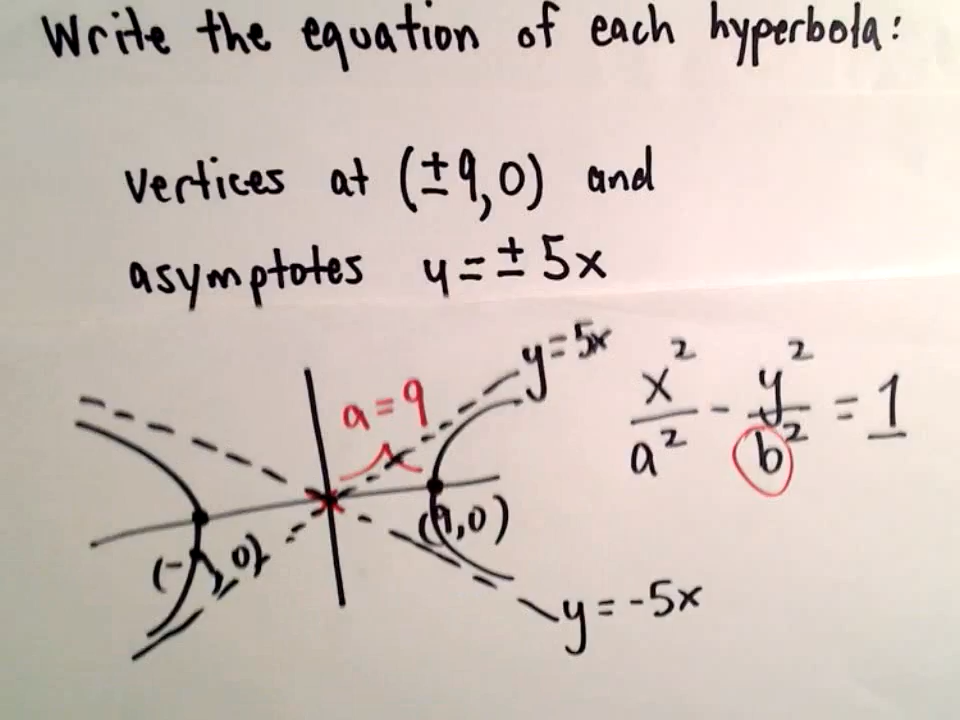 Write the equation of each hyperbola:
vertices at (±9,0) and
asymptotes y = ± 5x
y = 5x
a = 9
x²/a² - y²/b² = 1
(9,0)
(- ,0)
y = -5x